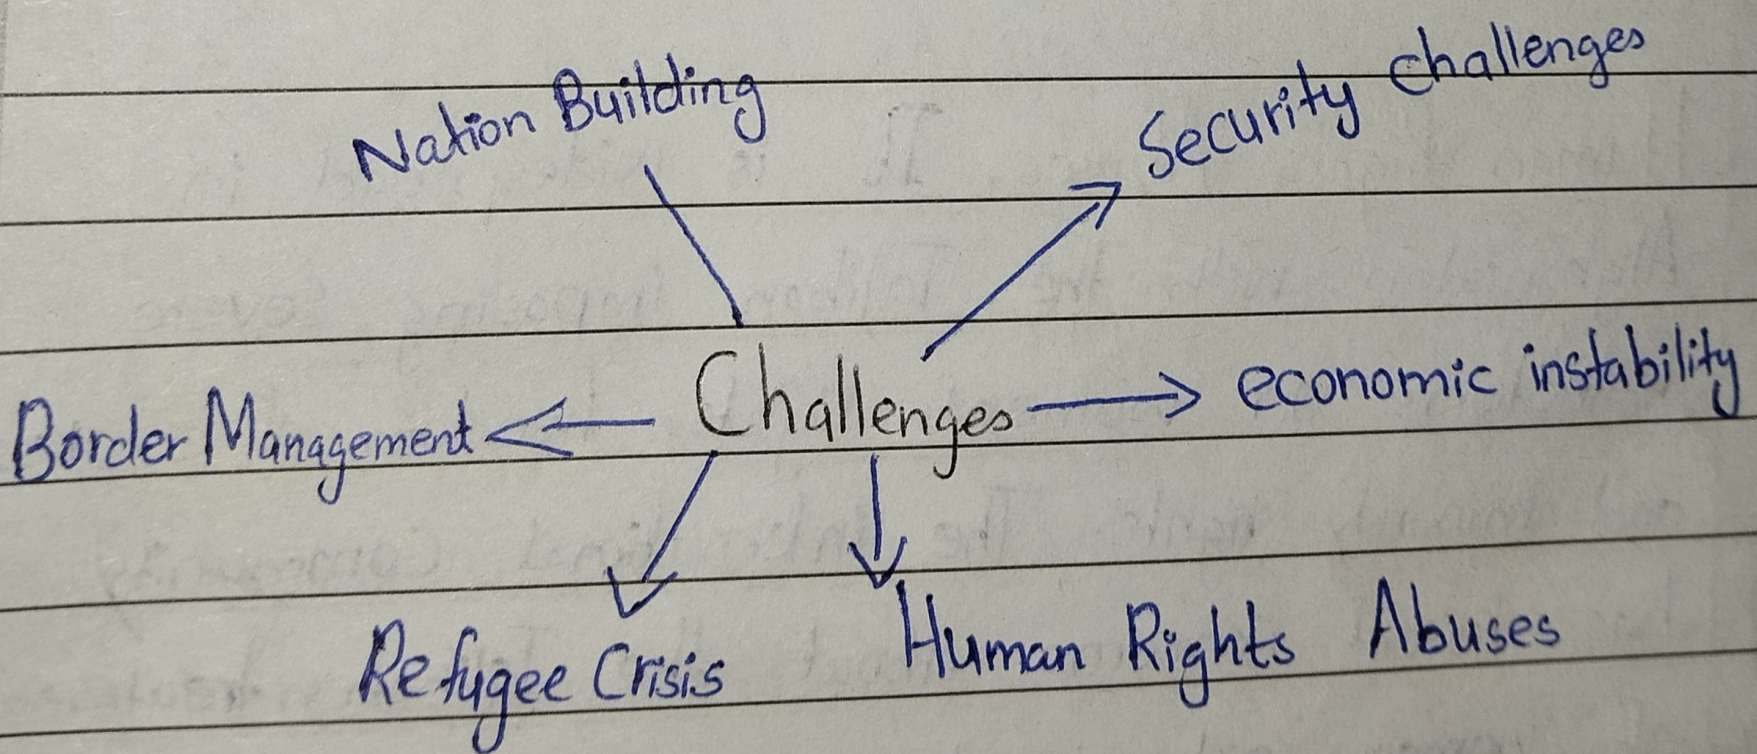 Nation Building
Security challenges
Challenges
economic instability
Border Management
Refugee Crisis
Human Rights Abuses